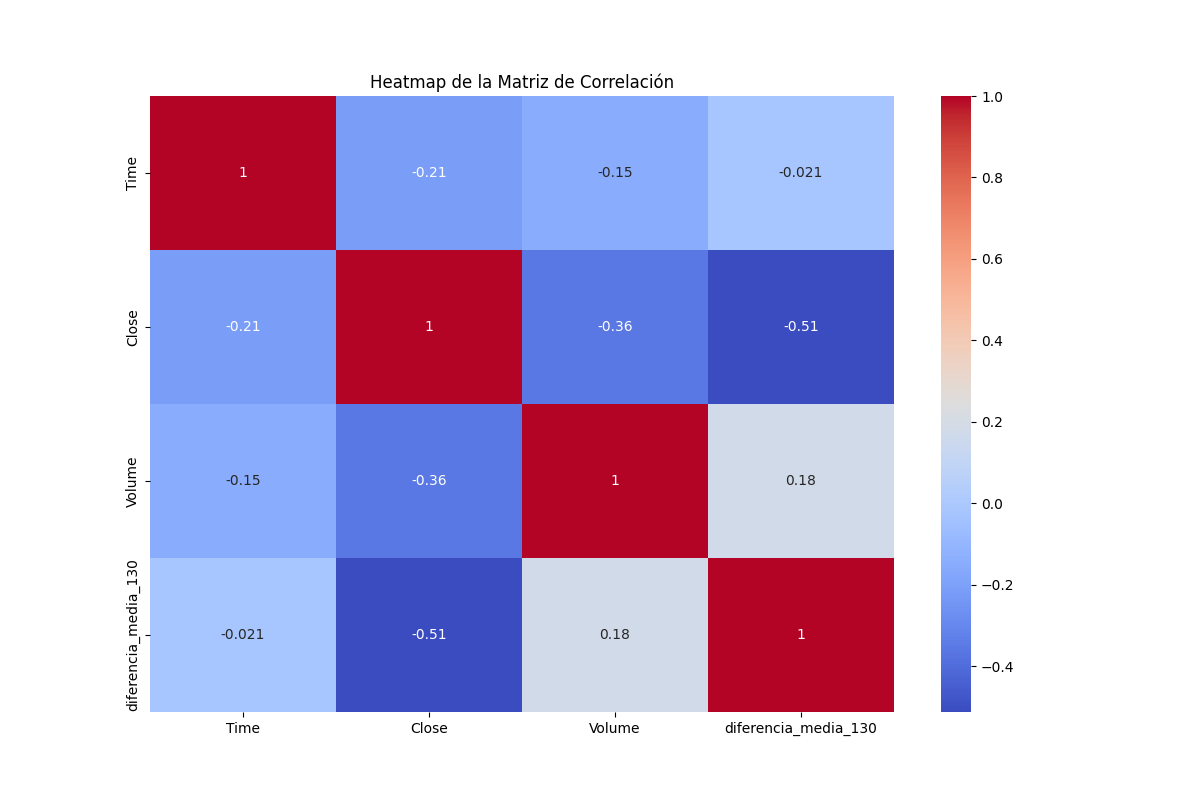 Heatmap de la Matriz de Correlación
Time
1
-0.21
-0.15
-0.021
Close
-0.21
1
-0.36
-0.51
Volume
-0.15
-0.36
1
0.18
diferencia_media_130
-0.021
-0.51
0.18
1
Time
Close
Volume
diferencia_media_130
1.0
0.8
0.6
0.4
0.2
0.0
−0.2
−0.4